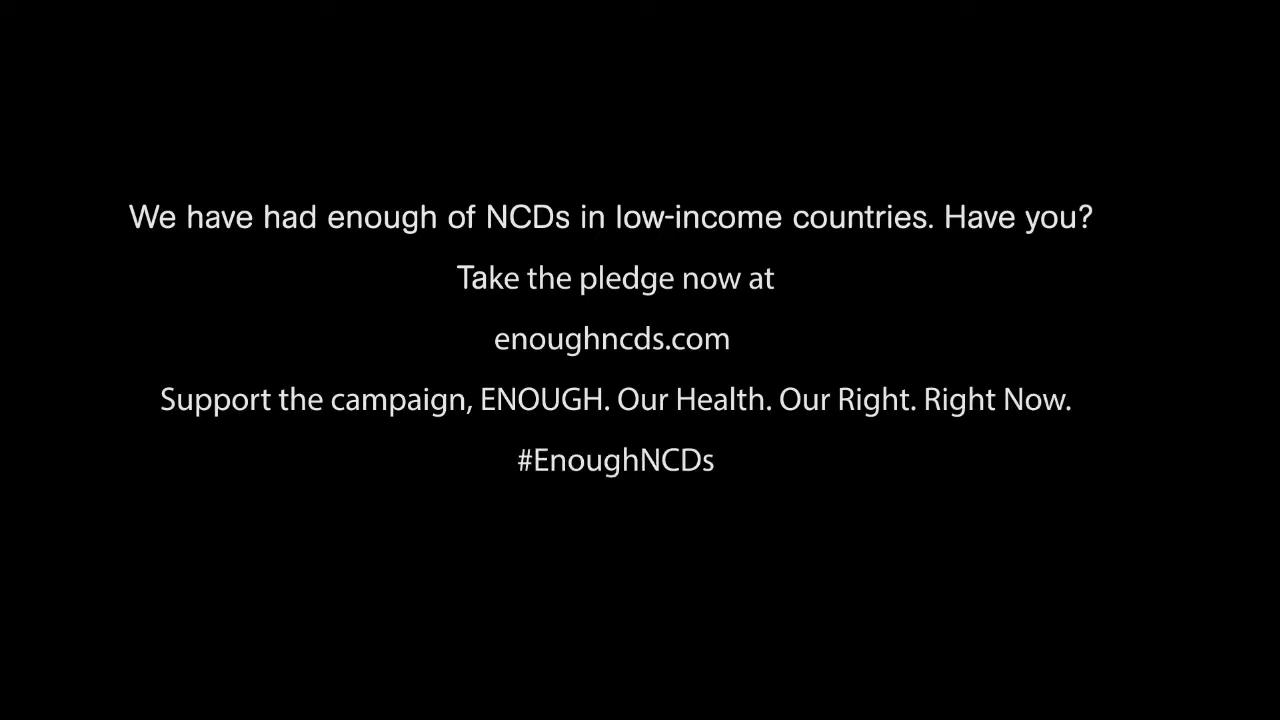 We have had enough of NCDs in low-income countries. Have you?
Take the pledge now at
enoughncds.com
Support the campaign, ENOUGH. Our Health. Our Right. Right Now.
#EnoughNCDs